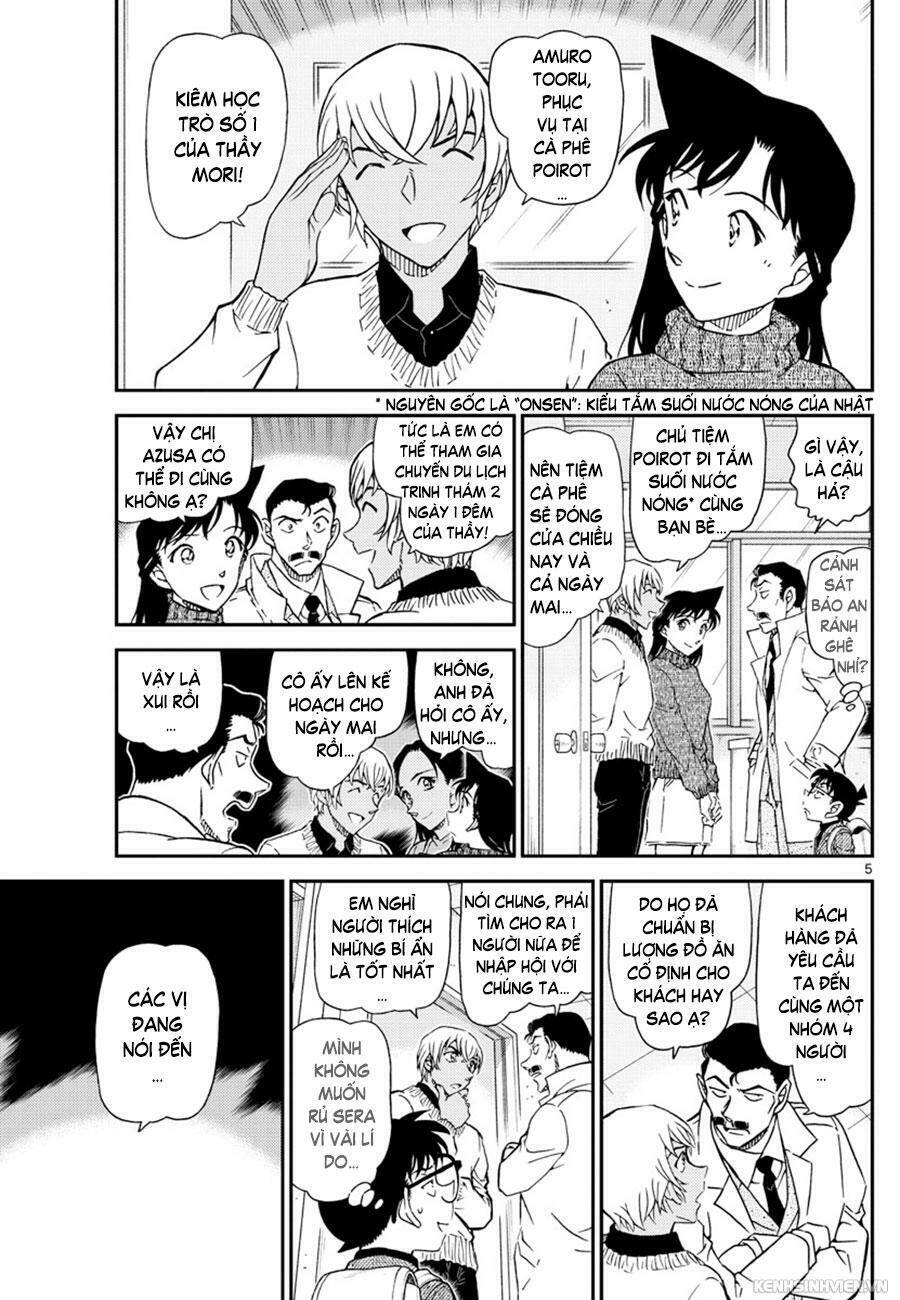 AMURO
TOORU,
PHỤC
VỤ TẠI
CÀ PHÊ
POIROT...
KIÊM HỌC
TRÒ SỐ 1
CỦA THẦY
MORI!
* NGUYÊN GỐC LÀ "ONSEN": KIỂU TẮM SUỐI NƯỚC NÓNG CỦA NHẬT
GÌ VẬY,
LÀ CẬU
HẢ?
CHỦ TIỆM
POIROT ĐI TẮM
SUỐI NƯỚC
NÓNG* CÙNG
BẠN BÈ...
NÊN TIỆM
CÀ PHÊ
SẼ ĐÓNG
CỬA CHIỀU
NAY VÀ
CẢ NGÀY
MAI...
CẢNH
SÁT
BẢO AN
RẢNH
GHÊ
NHỈ?
TỨC LÀ EM CÓ
THỂ THAM GIA
CHUYẾN DU LỊCH
TRINH THÁM 2
NGÀY 1 ĐÊM
CỦA THẦY!
VẬY CHỊ
AZUSA CÓ
THỂ ĐI CÙNG
KHÔNG Ạ?
KHÔNG,
ANH ĐÃ
HỎI CÔ ẤY,
NHƯNG...
CÔ ẤY LÊN KẾ
HOẠCH CHO
NGÀY MAI
RỒI...
VẬY LÀ
XUI RỒI
...
5
KHÁCH
HÀNG ĐÃ
YÊU CẦU
TA ĐẾN
CÙNG MỘT
NHÓM 4
NGƯỜI
...
DO HỌ ĐÃ
CHUẨN BỊ
LƯỢNG ĐỒ ĂN
CỐ ĐỊNH CHO
KHÁCH HAY
SAO Ạ?
NÓI CHUNG, PHẢI
TÌM CHO RA 1
NGƯỜI NỮA ĐỂ
NHẬP HỘI VỚI
CHÚNG TA...
EM NGHĨ
NGƯỜI THÍCH
NHỮNG BÍ ẨN
LÀ TỐT NHẤT
...
MÌNH
KHÔNG
MUỐN
RỦ SERA
VÌ VÀI LÍ
DO...
CÁC VỊ
ĐANG
NÓI ĐẾN
...
KENHSINHVIEN.VN